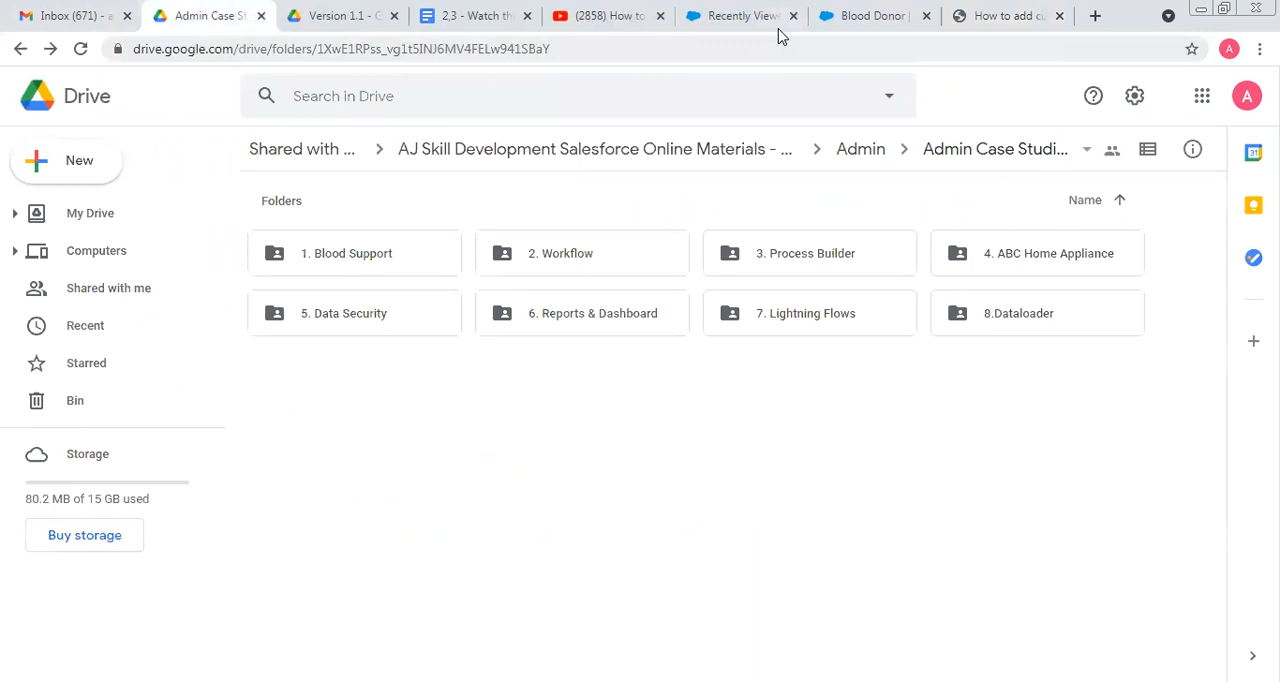 Inbox (671) - a
Admin Case St
Version 1.1 - G
2,3 - Watch th
(2858) How to
Recently View
Blood Donor |
How to add cu
drive.google.com/drive/folders/1XwE1RPss_vg1t5INJ6MV4FELw941SBaY
A
Drive
Search in Drive
A
New
Shared with ...
AJ Skill Development Salesforce Online Materials - ...
Admin
Admin Case Studi...
31
My Drive
Computers
Shared with me
Recent
Starred
Bin
Storage
80.2 MB of 15 GB used
Buy storage
Folders
Name
1. Blood Support
2. Workflow
3. Process Builder
4. ABC Home Appliance
5. Data Security
6. Reports & Dashboard
7. Lightning Flows
8.Dataloader